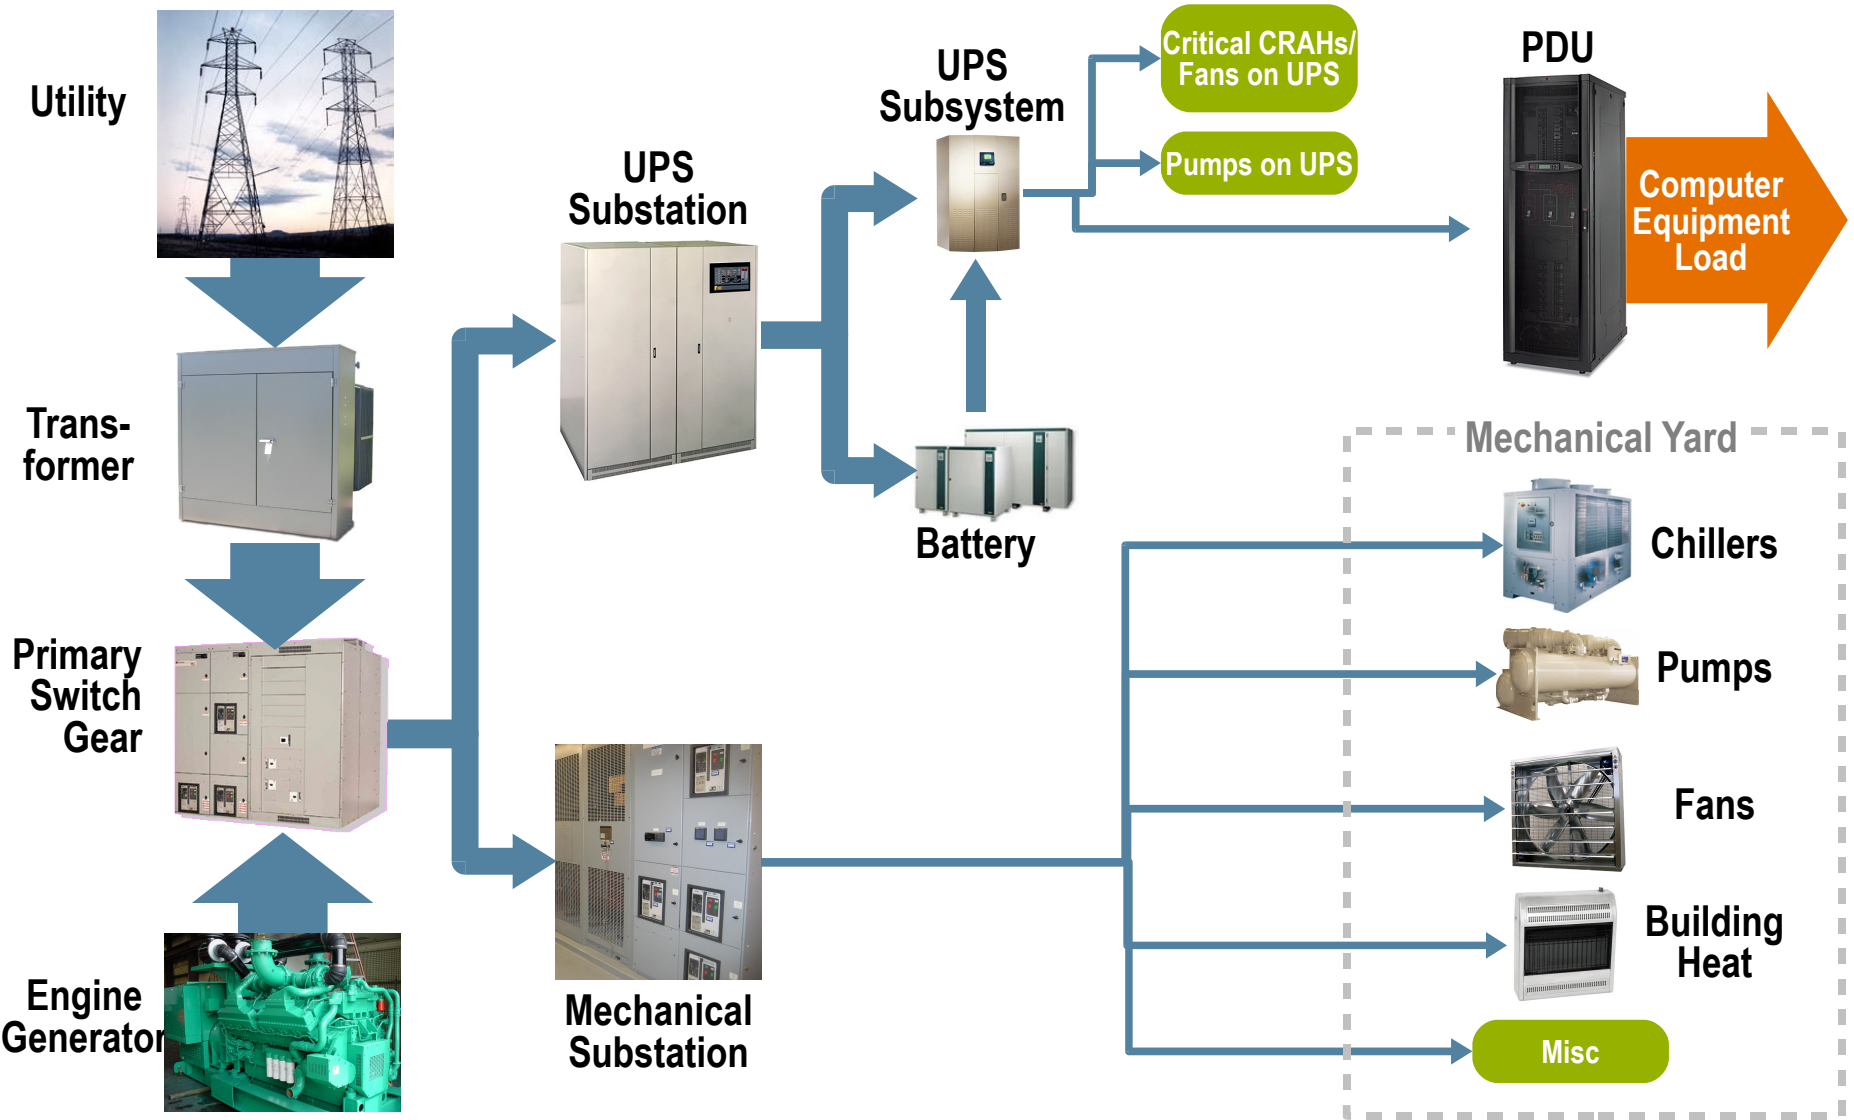 Utility
Trans-
former
Primary
Switch
Gear
Engine
Generator
UPS
Substation
Mechanical
Substation
UPS
Subsystem
Battery
Critical CRAHs/
Fans on UPS
Pumps on UPS
PDU
Computer
Equipment
Load
Mechanical Yard
Chillers
Pumps
Fans
Building
Heat
Misc